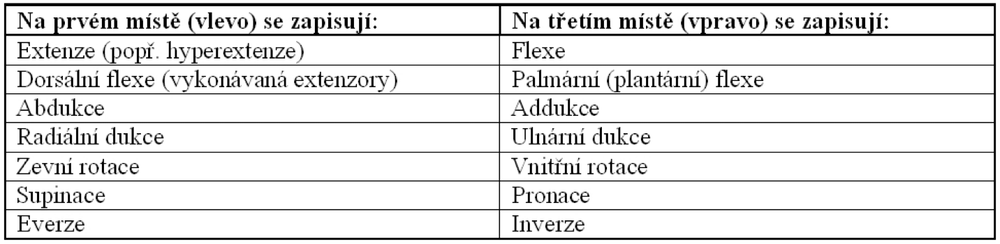 Na prvém místě (vlevo) se zapisují: Na třetím místě (vpravo) se zapisují:
Extenze (popř. hyperextenze) Flexe
Dorsální flexe (vykonávaná extenzory) Palmární (plantární) flexe
Abdukce Addukce
Radiální dukce Ulnární dukce
Zevní rotace Vnitřní rotace
Supinace Pronace
Everze Inverze